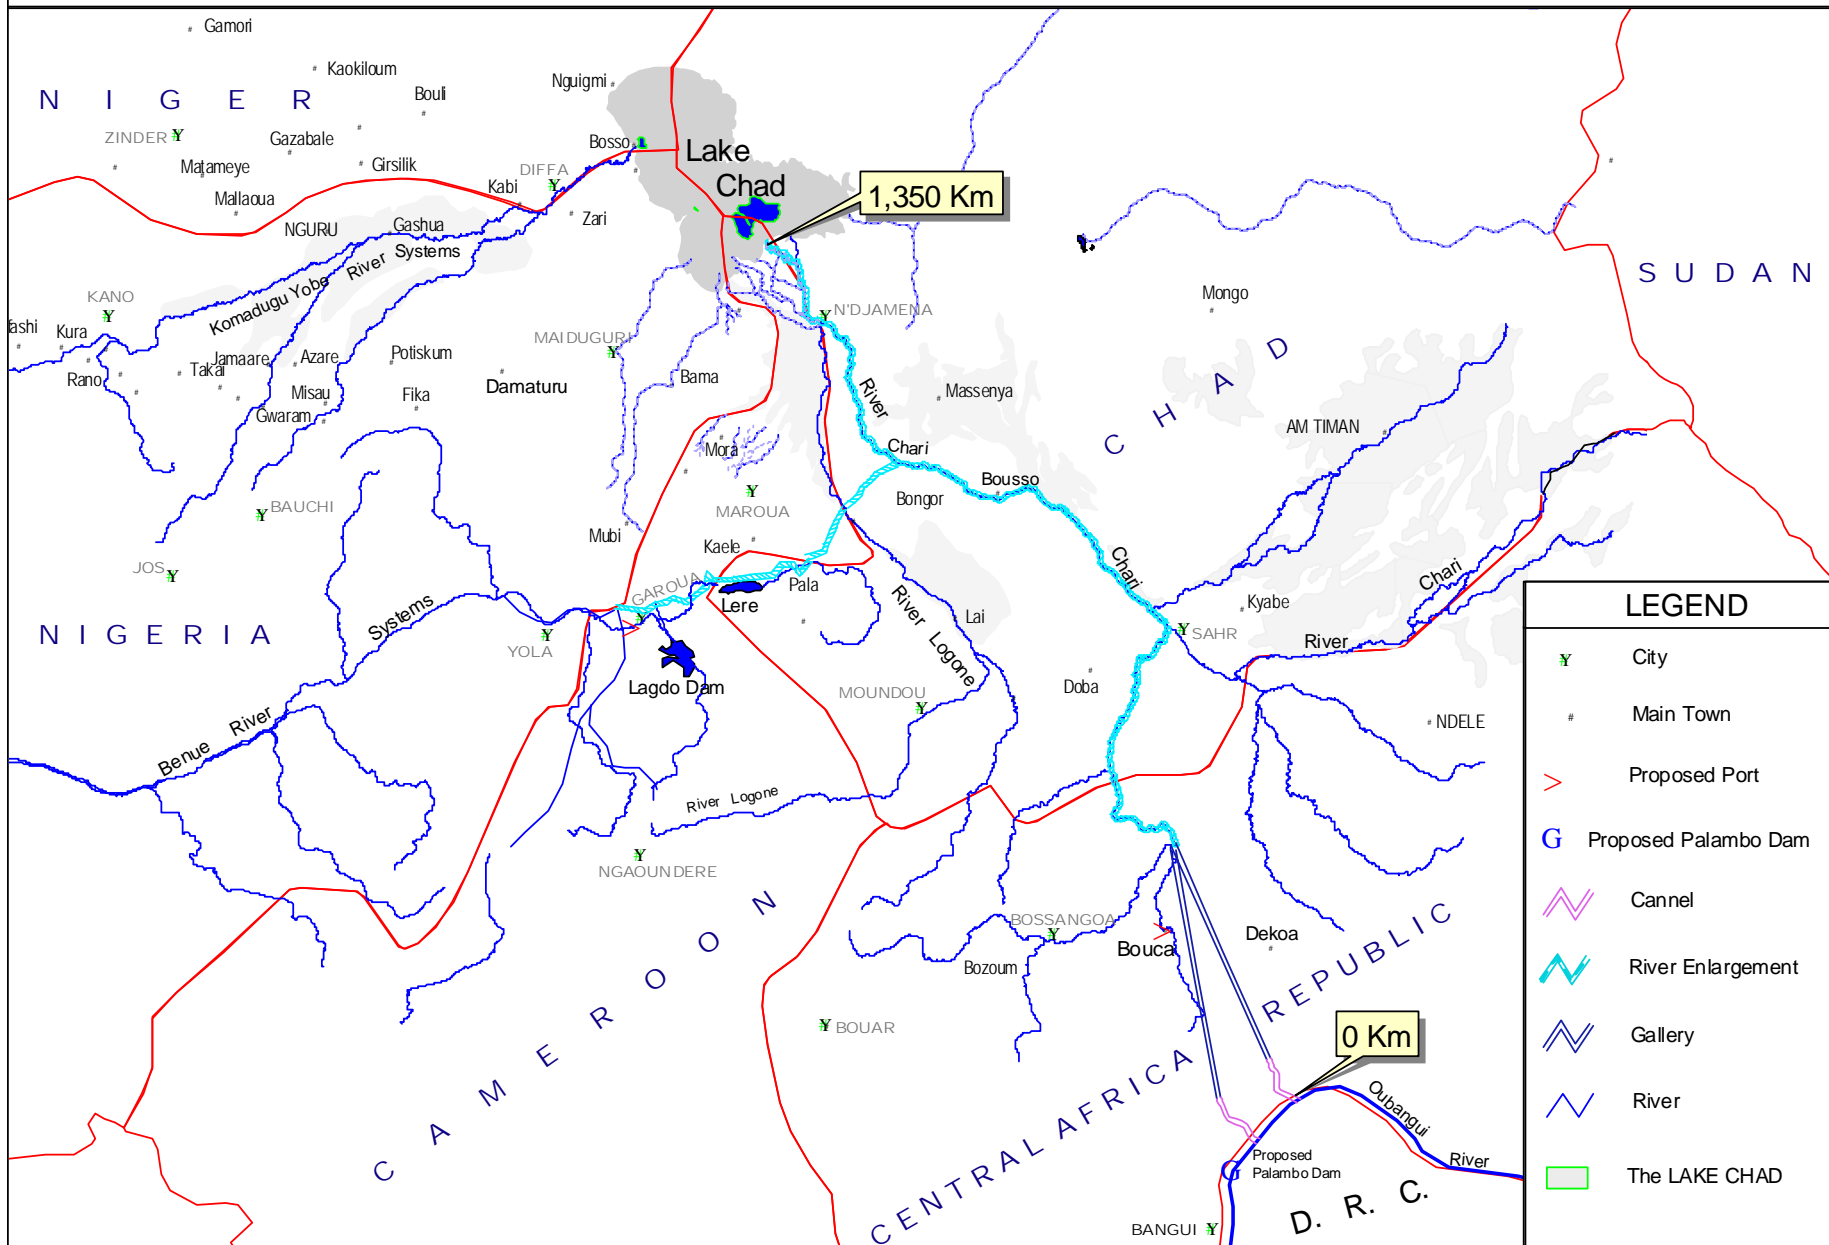 Gamori
Kaokiloum
Nguigmi
Bouli
N I G E R
ZINDER
Gazabale
Bosso
Lake
Matameye
Girsilik
DIFFA
Kabi
Chad
1,350 Km
Mallaoua
Zari
NGURU
Gashua
Komadugu Yobe River Systems
SUDAN
KANO
Mongo
N'DJAMENA
Kura
MAIDUGURI
Jamaare
Azare
Potiskum
Takai
Rano
Damaturu
Bama
Massenya
Misau
Fika
Gwaram
River
C H A D
AM TIMAN
Mora
Chari
Bousso
Bongor
BAUCHI
MAROUA
Mubi
Kaele
JOS
Chari
Chari
GAROUA
Pala
Lere
Kyabe
Systems
River Logone
Lai
N I G E R I A
YOLA
SAHR
River
Lagdo Dam
Doba
MOUNDOU
NDELE
Benue River
River Logone
NGAOUNDERE
BOSSANGOA
Bouca
Dekoa
Bozoum
C A M E R O O N
BOUAR
CENTRAL AFRICA REPUBLIC
0 Km
Oubangui
River
Proposed
Palambo Dam
G
BANGUI
D. R. C.
LEGEND
City
Main Town
Proposed Port
G Proposed Palambo Dam
Cannel
River Enlargement
Gallery
River
The LAKE CHAD